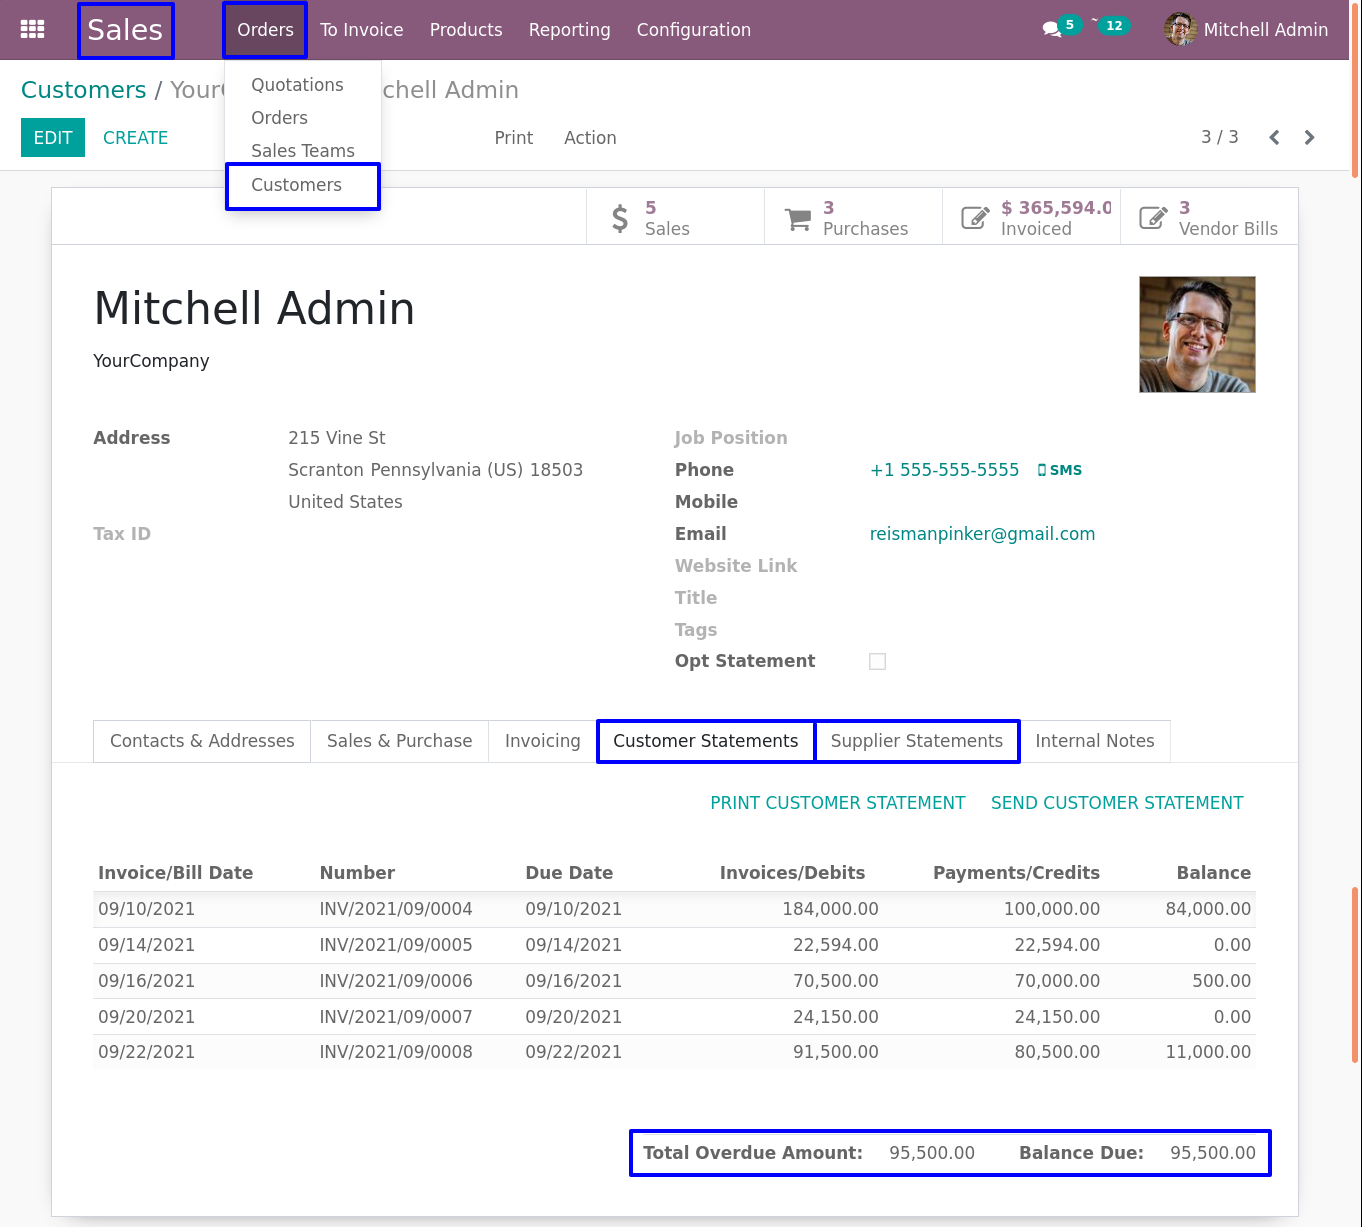 Sales Orders To Invoice Products Reporting Configuration 5 12 Mitchell Admin
Customers / YourC chell Admin
Quotations
Orders
Sales Teams
Customers
EDIT CREATE Print Action 3 / 3
5 Sales
3 Purchases
$ 365,594.0 Invoiced
3 Vendor Bills
Mitchell Admin
YourCompany
Address 215 Vine St
Scranton Pennsylvania (US) 18503
United States
Tax ID
Job Position
Phone +1 555-555-5555 SMS
Mobile
Email reismanpinker@gmail.com
Website Link
Title
Tags
Opt Statement
Contacts & Addresses Sales & Purchase Invoicing Customer Statements Supplier Statements Internal Notes
PRINT CUSTOMER STATEMENT SEND CUSTOMER STATEMENT
Invoice/Bill Date Number Due Date Invoices/Debits Payments/Credits Balance
09/10/2021 INV/2021/09/0004 09/10/2021 184,000.00 100,000.00 84,000.00
09/14/2021 INV/2021/09/0005 09/14/2021 22,594.00 22,594.00 0.00
09/16/2021 INV/2021/09/0006 09/16/2021 70,500.00 70,000.00 500.00
09/20/2021 INV/2021/09/0007 09/20/2021 24,150.00 24,150.00 0.00
09/22/2021 INV/2021/09/0008 09/22/2021 91,500.00 80,500.00 11,000.00
Total Overdue Amount: 95,500.00 Balance Due: 95,500.00